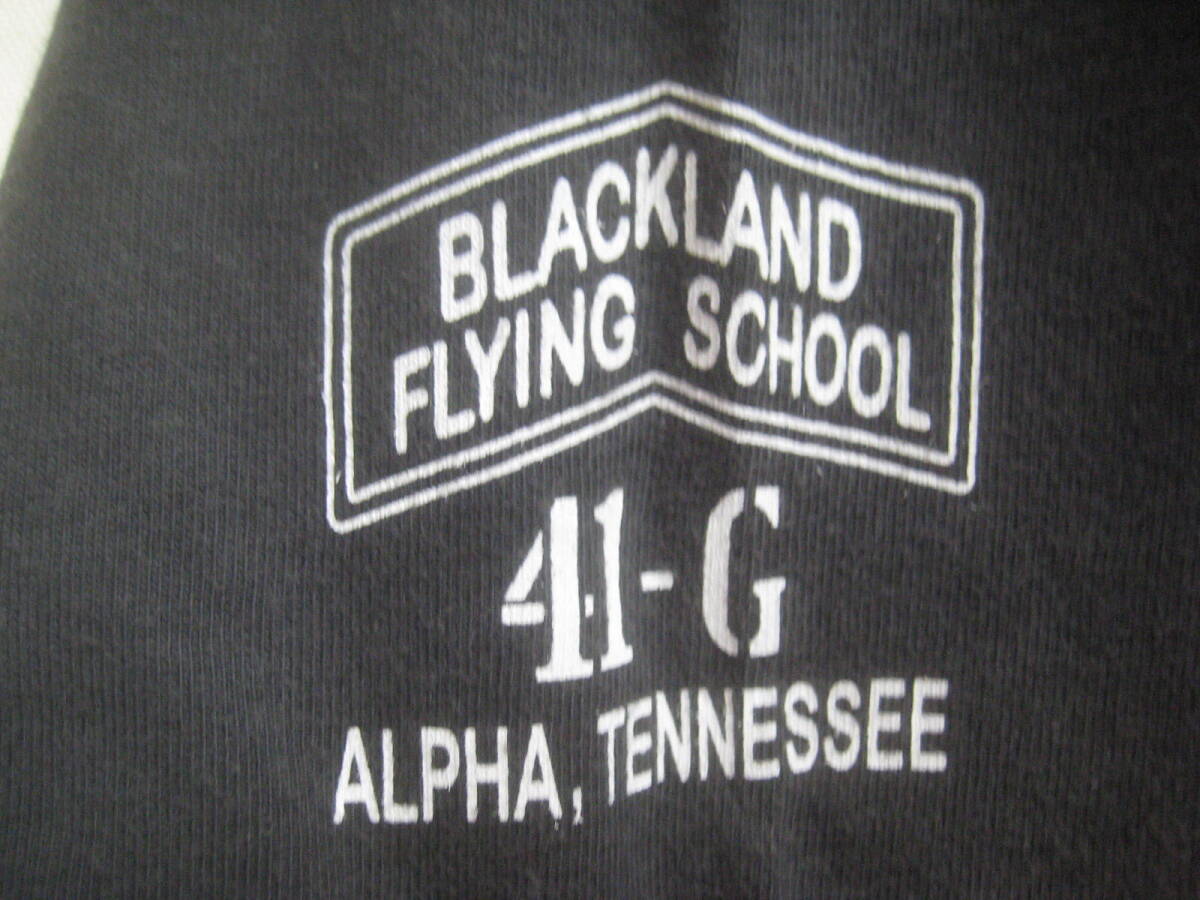 BLACKLAND
FLYING SCHOOL
41-G
ALPHA, TENNESSEE